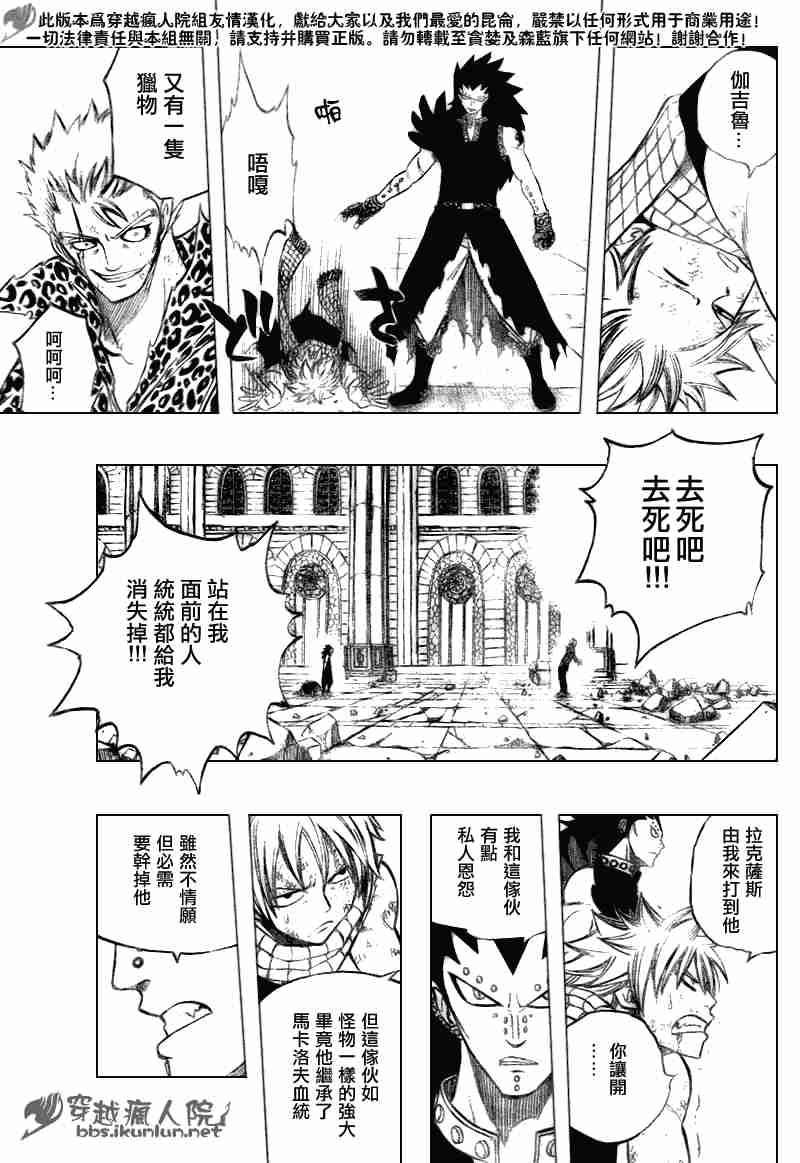 此版本爲穿越瘋人院組友情漢化，獻給大家以及我們最愛的昆侖，嚴禁以任何形式用于商業用途！
一切法律責任與本組無關，請支持并購買正版。請勿轉載至貪婪及森藍旗下任何網站！謝謝合作！
伽吉魯…
啪
唔嘎
又有一隻
獵物
呵呵呵…
去死吧
去死吧!!!
站在我
面前的人
統統都給我
消失掉!!!
拉克薩斯
由我來打到他
你讓開
……
我和這傢伙
有點
私人恩怨
但這傢伙如
怪物一樣的強大
畢竟他繼承了
馬卡洛夫血統
雖然不情願
但必需
要幹掉他
穿越瘋人院
bbs.ikunlun.net